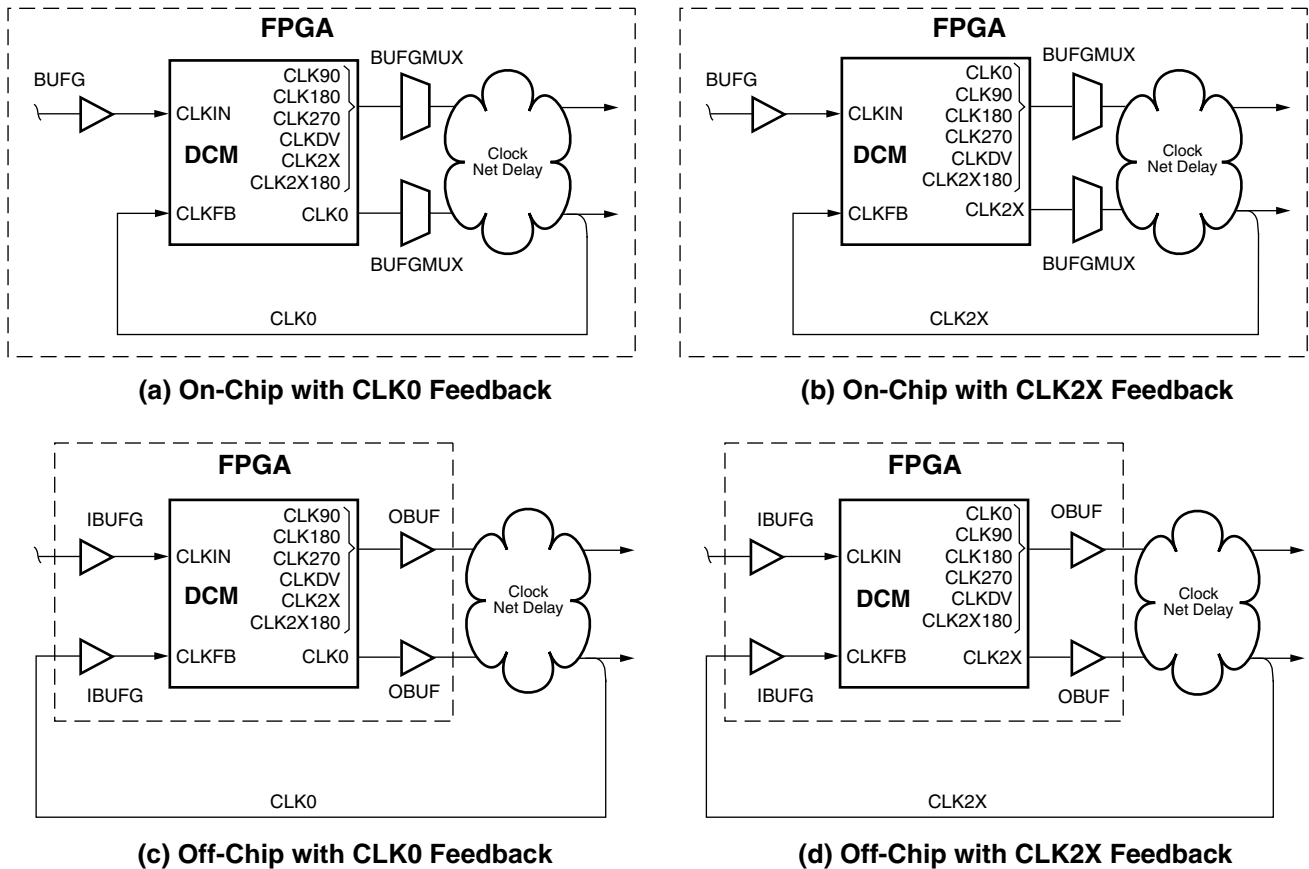 FPGA
BUFG
BUFGMUX
CLK90
CLK180
CLK270
CLKDV
CLK2X
CLK2X180
CLKIN
DCM
CLKFB
CLK0
Clock
Net Delay
BUFGMUX
CLK0
(a) On-Chip with CLK0 Feedback
FPGA
BUFG
BUFGMUX
CLK0
CLK90
CLK180
CLK270
CLKDV
CLK2X180
CLKIN
DCM
CLKFB
CLK2X
Clock
Net Delay
BUFGMUX
CLK2X
(b) On-Chip with CLK2X Feedback
FPGA
IBUFG
OBUF
CLK90
CLK180
CLK270
CLKDV
CLK2X
CLK2X180
CLKIN
DCM
CLKFB
CLK0
Clock
Net Delay
IBUFG
OBUF
CLK0
(c) Off-Chip with CLK0 Feedback
FPGA
IBUFG
OBUF
CLK0
CLK90
CLK180
CLK270
CLKDV
CLK2X180
CLKIN
DCM
CLKFB
CLK2X
Clock
Net Delay
IBUFG
OBUF
CLK2X
(d) Off-Chip with CLK2X Feedback